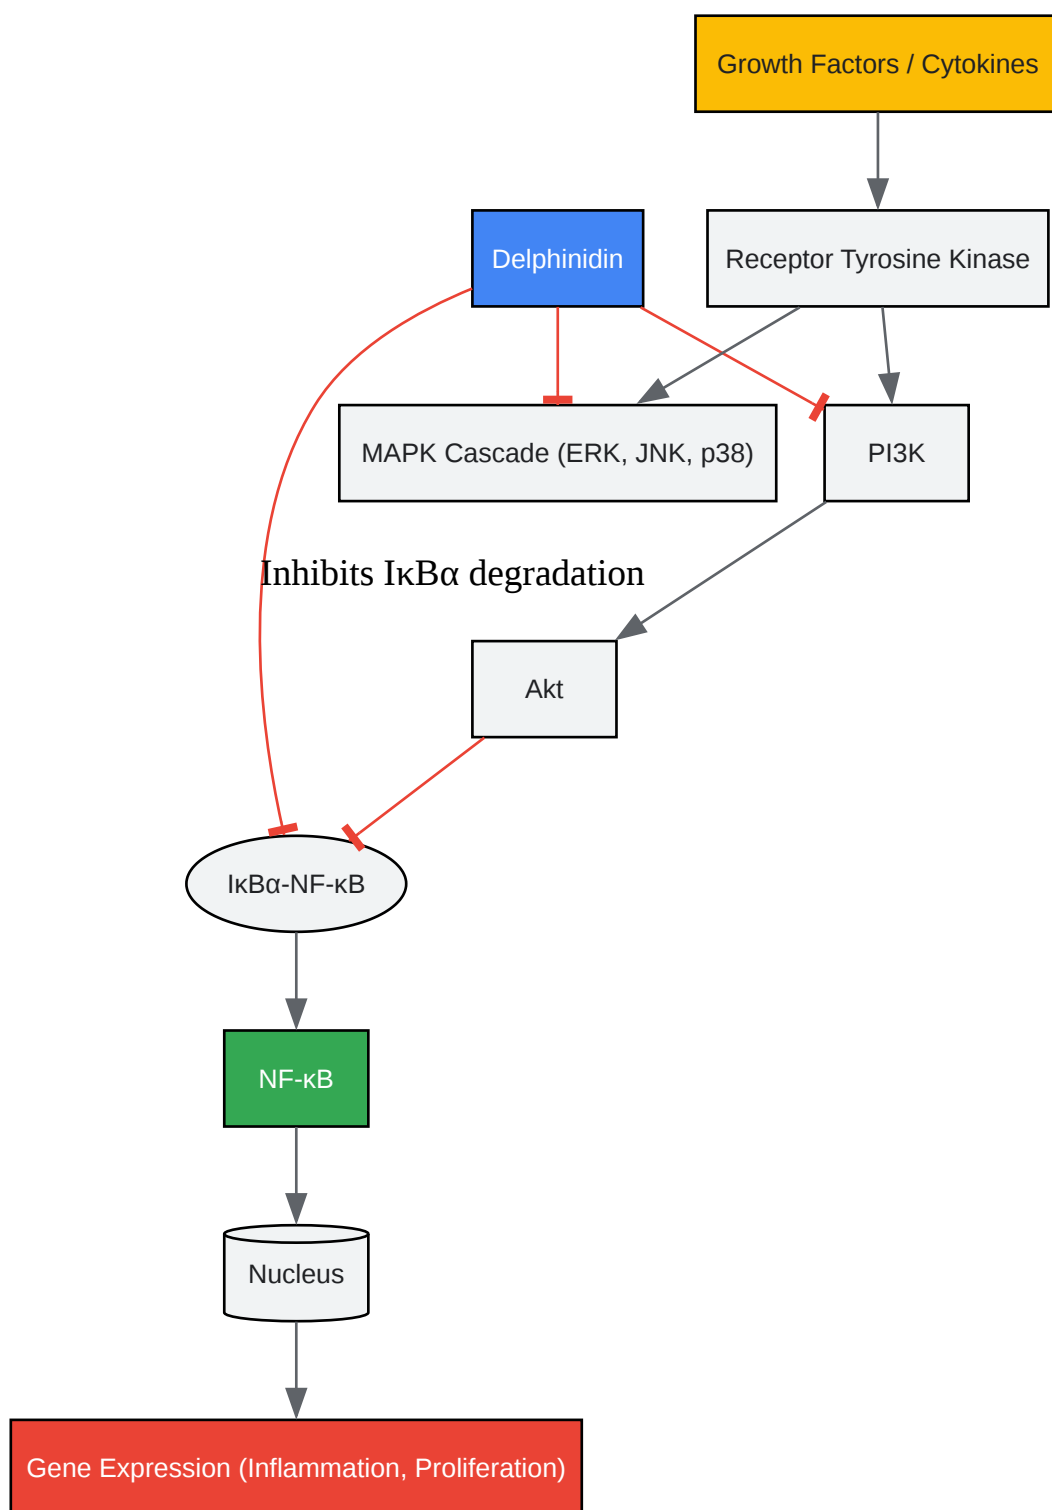 Growth Factors / Cytokines
Delphinidin
Receptor Tyrosine Kinase
MAPK Cascade (ERK, JNK, p38)
PI3K
Inhibits IκBα degradation
Akt
IκBα-NF-κB
NF-κB
Nucleus
Gene Expression (Inflammation, Proliferation)